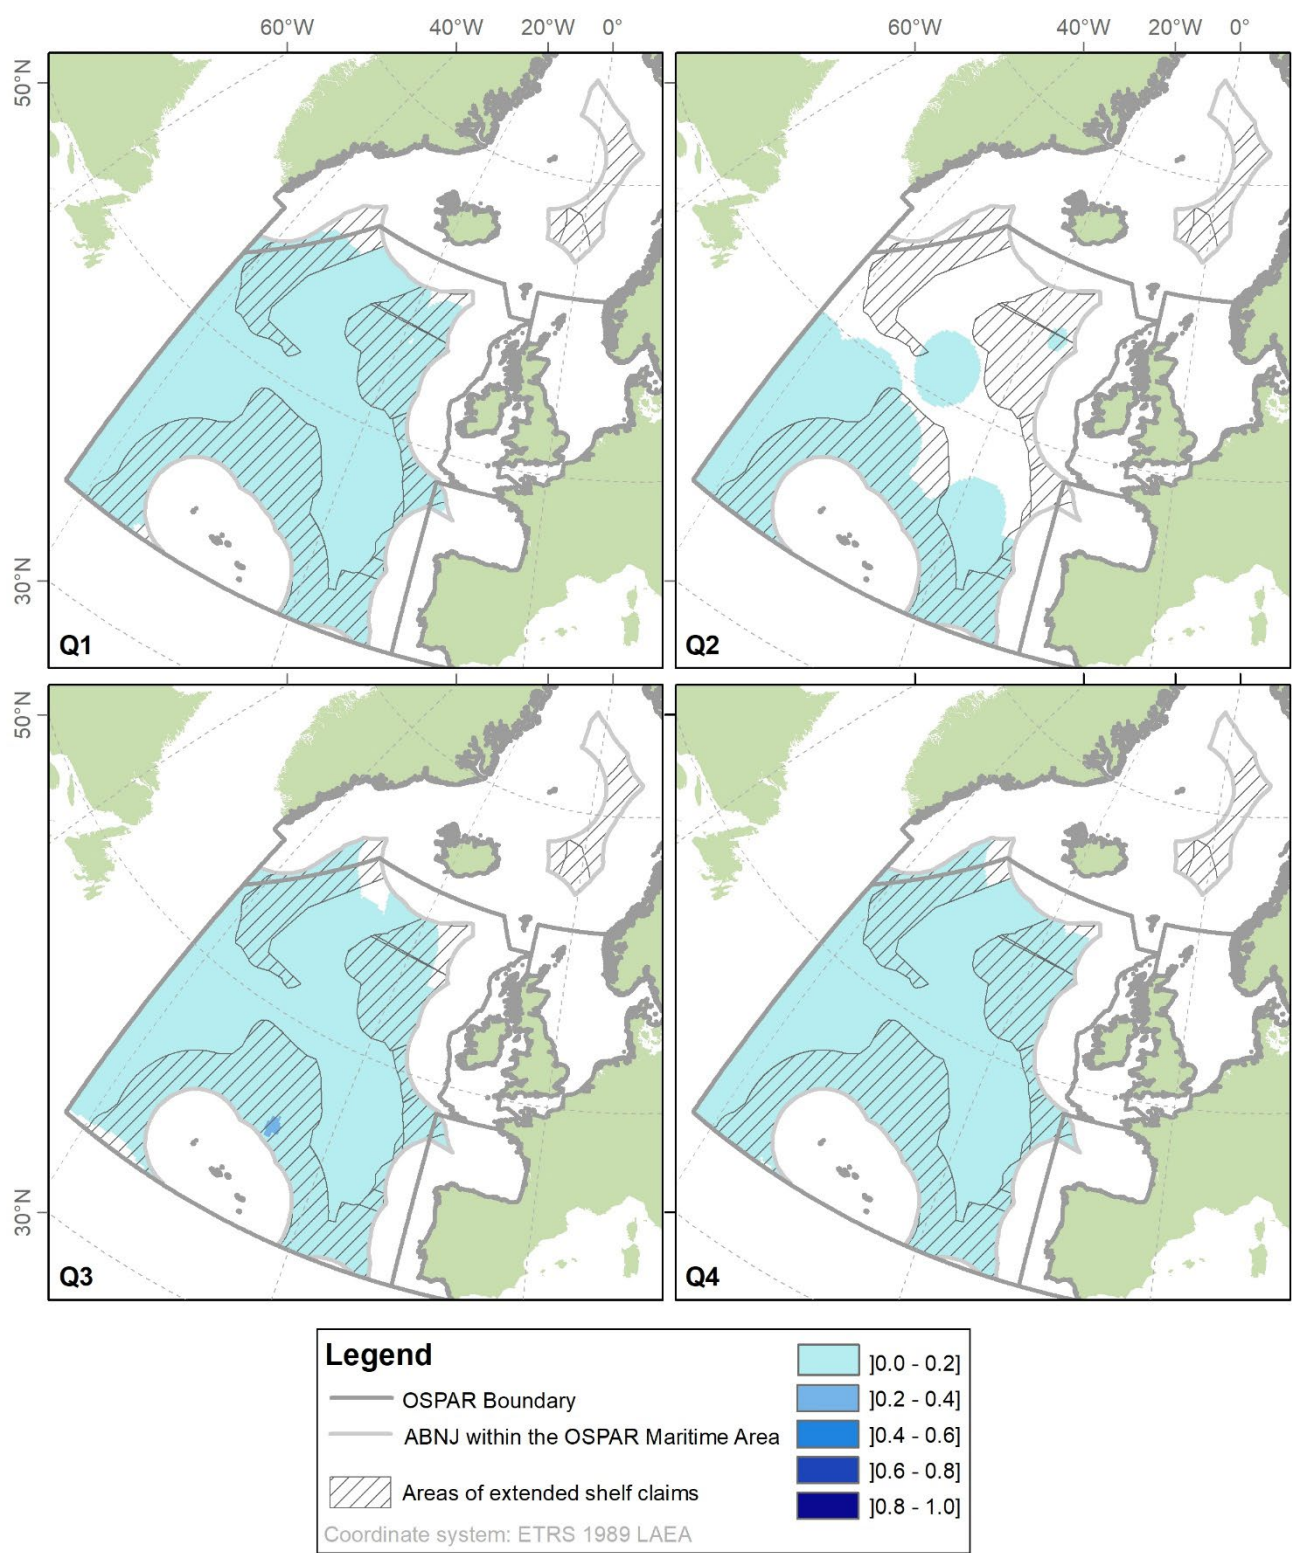 60°W 40°W 20°W 0° 60°W 40°W 20°W 0°
50°N
30°N
Q1 Q2
50°N
30°N
Q3 Q4
Legend
OSPAR Boundary
ABNJ within the OSPAR Maritime Area
Areas of extended shelf claims
Coordinate system: ETRS 1989 LAEA
]0.0 - 0.2]
]0.2 - 0.4]
]0.4 - 0.6]
]0.6 - 0.8]
]0.8 - 1.0]